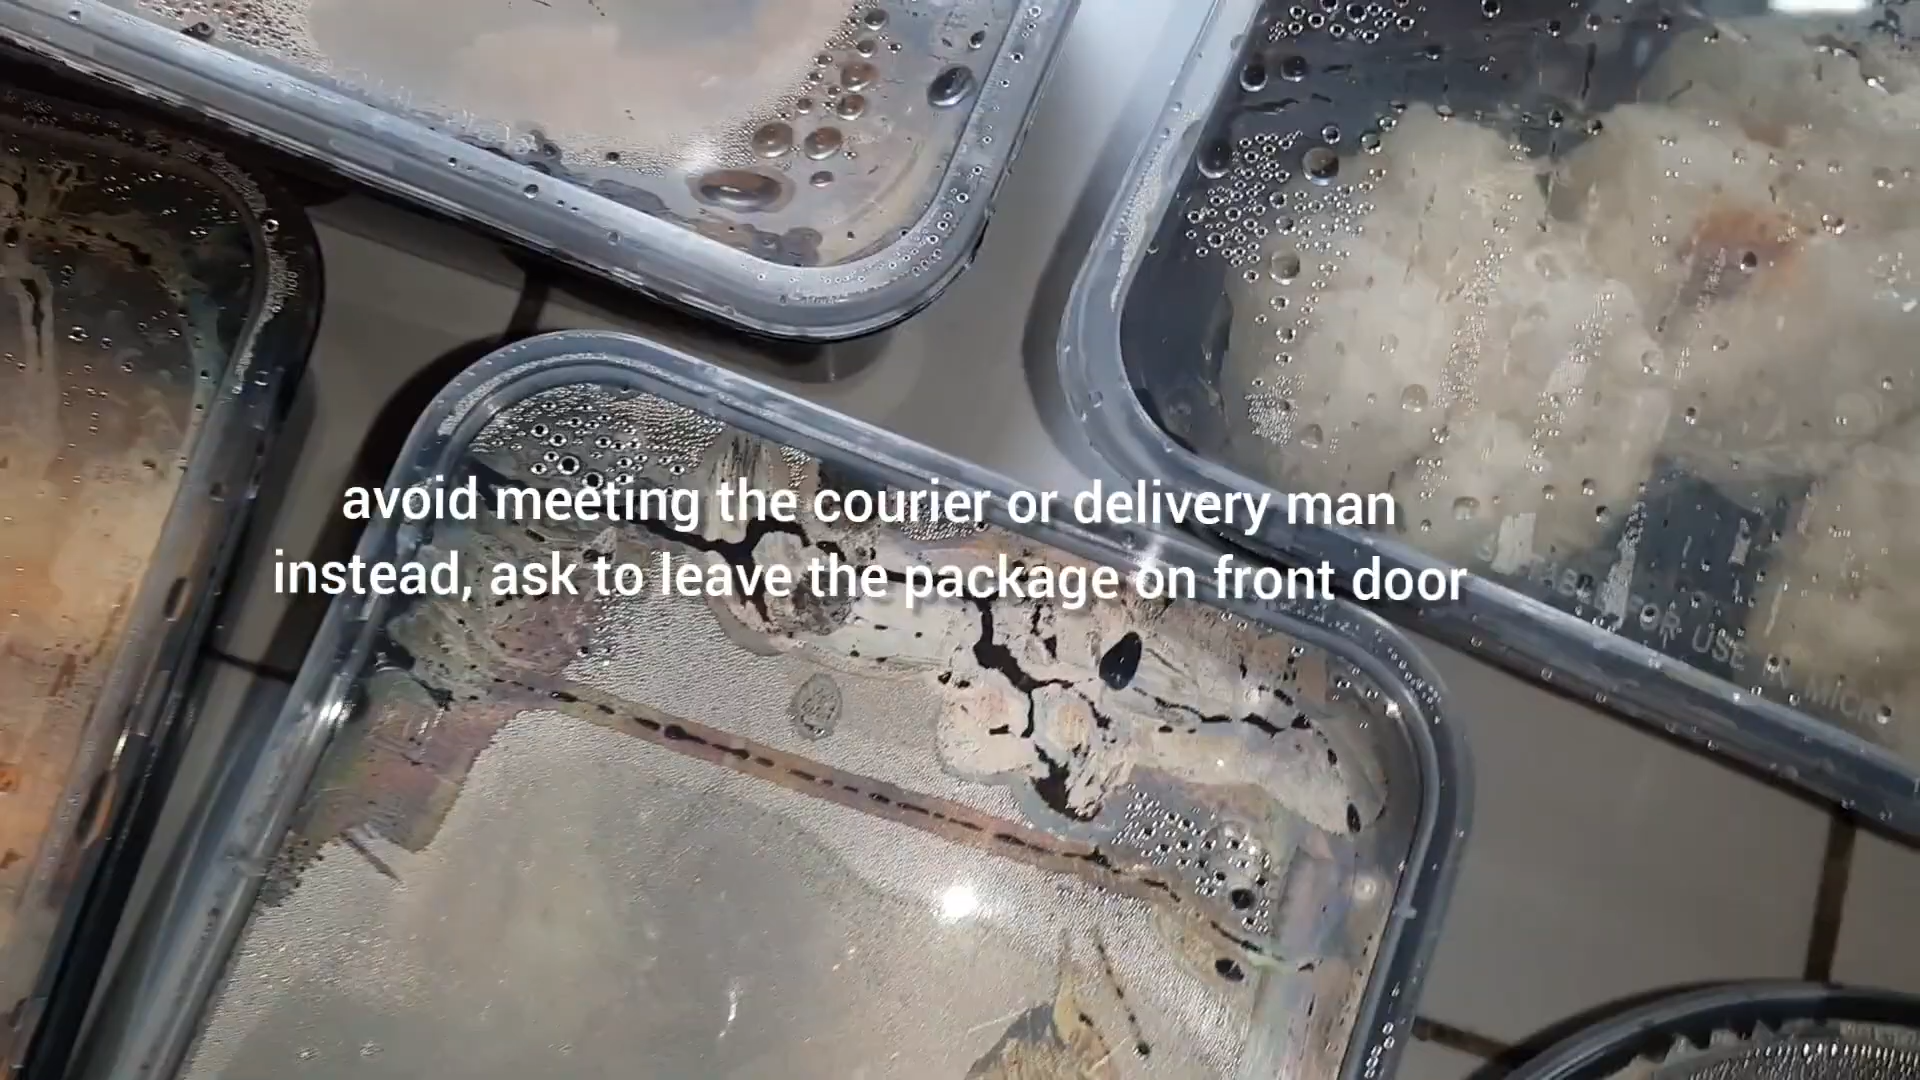 avoid meeting the courier or delivery man
instead, ask to leave the package on front door
FOR USE
MICR